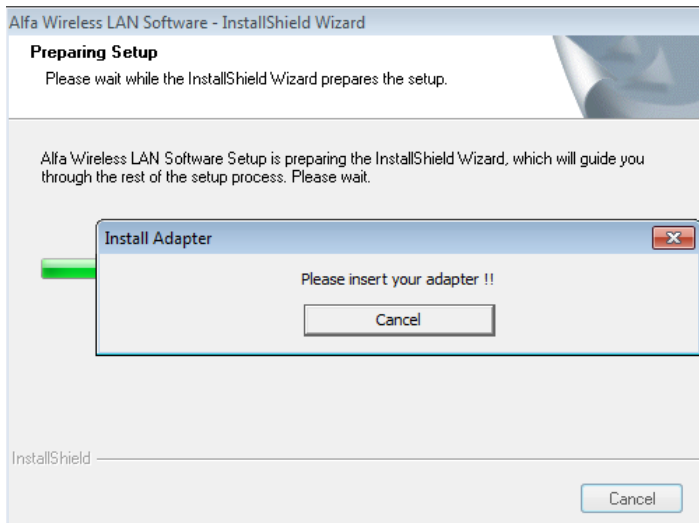 Alfa Wireless LAN Software - InstallShield Wizard
Preparing Setup
Please wait while the InstallShield Wizard prepares the setup.
Alfa Wireless LAN Software Setup is preparing the InstallShield Wizard, which will guide you
through the rest of the setup process. Please wait.
Install Adapter
Please insert your adapter !!
Cancel
InstallShield
Cancel